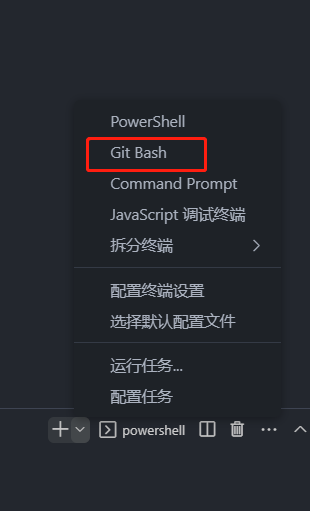 PowerShell
Git Bash
Command Prompt
JavaScript 调试终端
拆分终端
配置终端设置
选择默认配置文件
运行任务...
配置任务
powershell